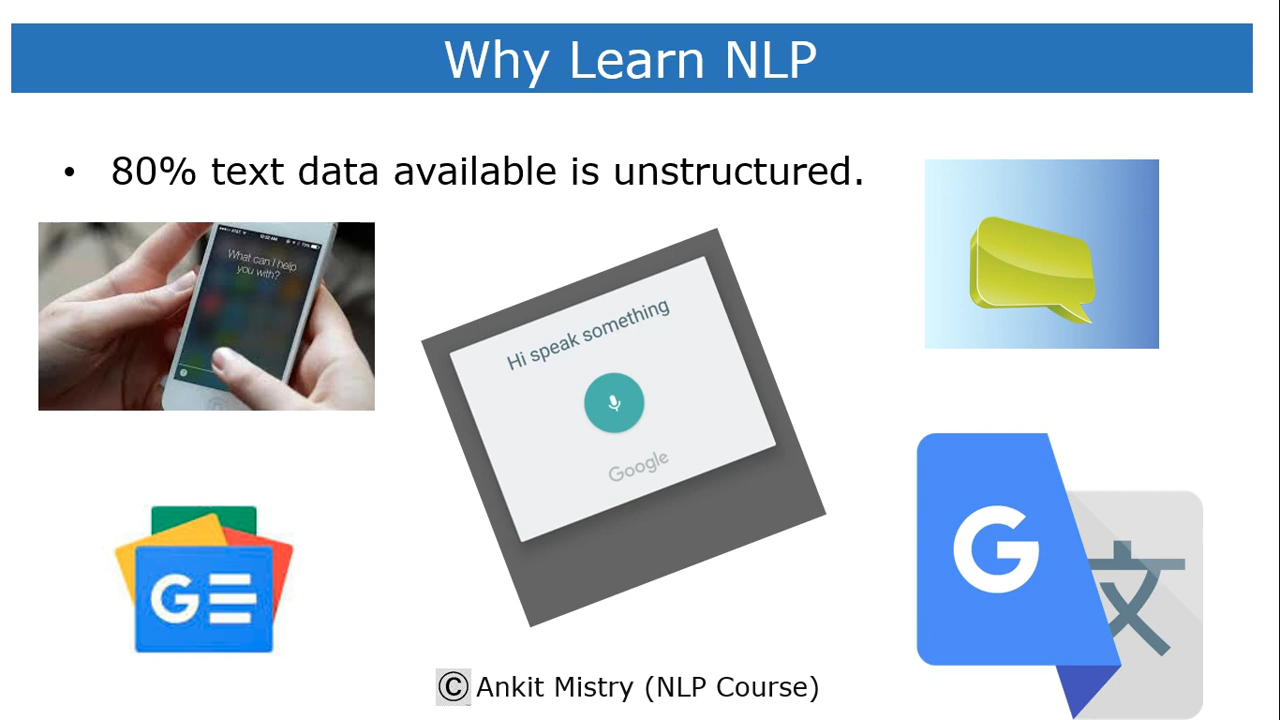 Why Learn NLP
• 80% text data available is unstructured.
What can I help
you with?
Hi speak something
Google
G
G
文
© Ankit Mistry (NLP Course)